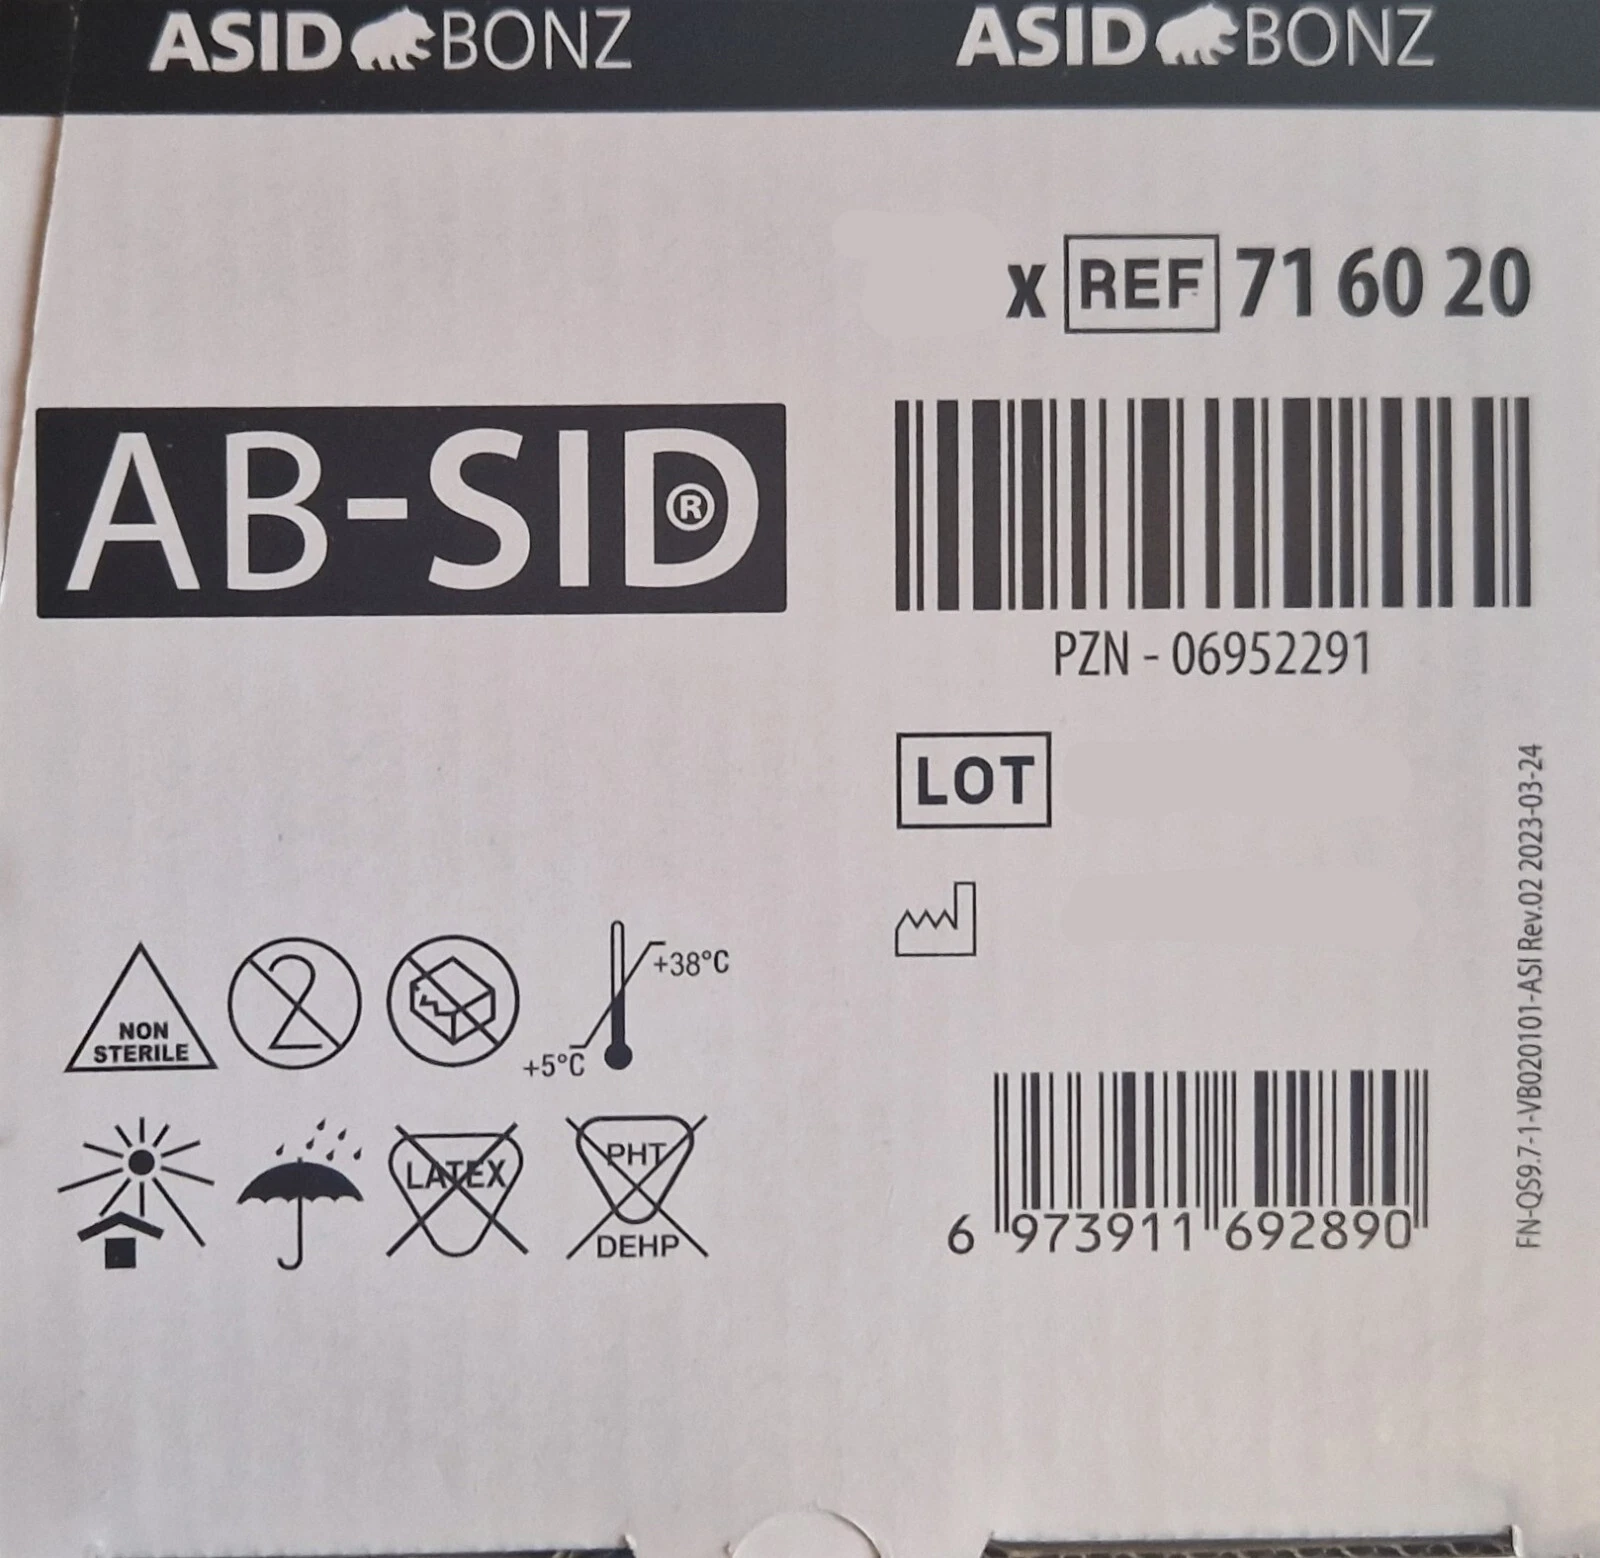 ASID BONZ
ASID BONZ
x REF 71 60 20
AB-SID®
PZN - 06952291
LOT
NON
STERILE
2
+38°C
+5°C
LATEX
PHT
DEHP
6 973911 692890
FN-QS9.7-1-VB020101-ASI Rev.02 2023-03-24